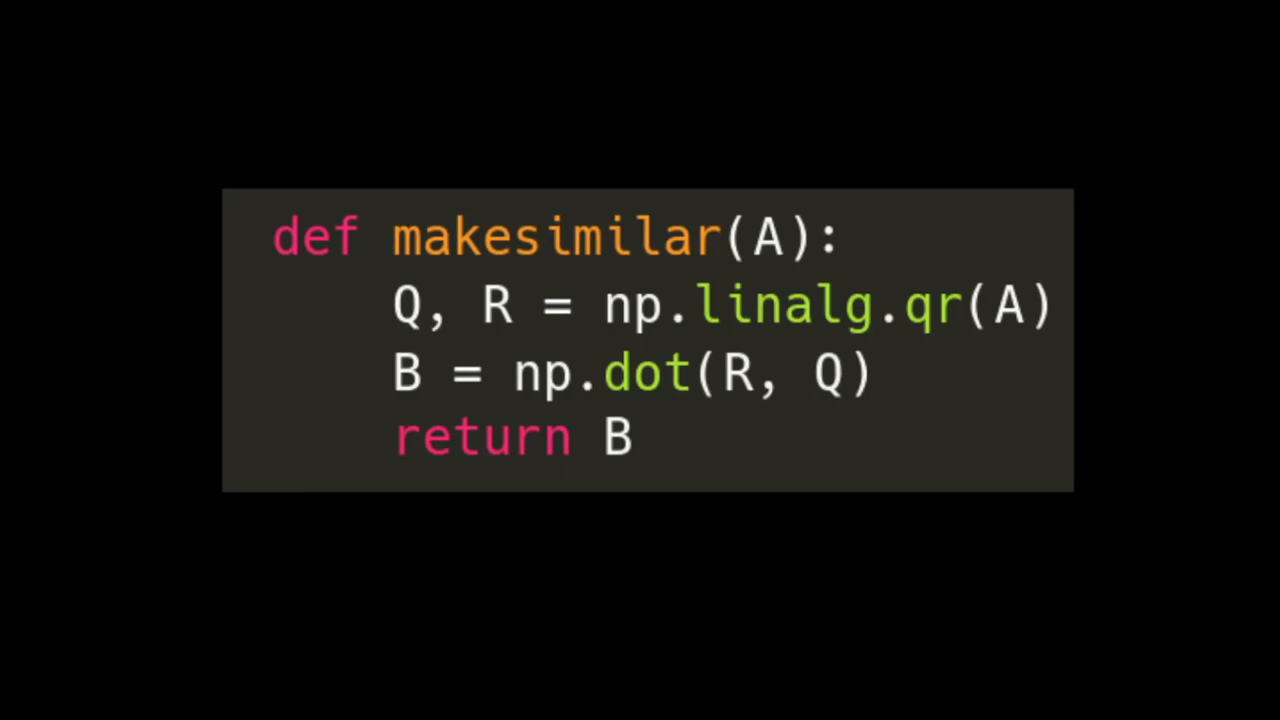 def makesimilar(A):
    Q, R = np.linalg.qr(A)
    B = np.dot(R, Q)
    return B